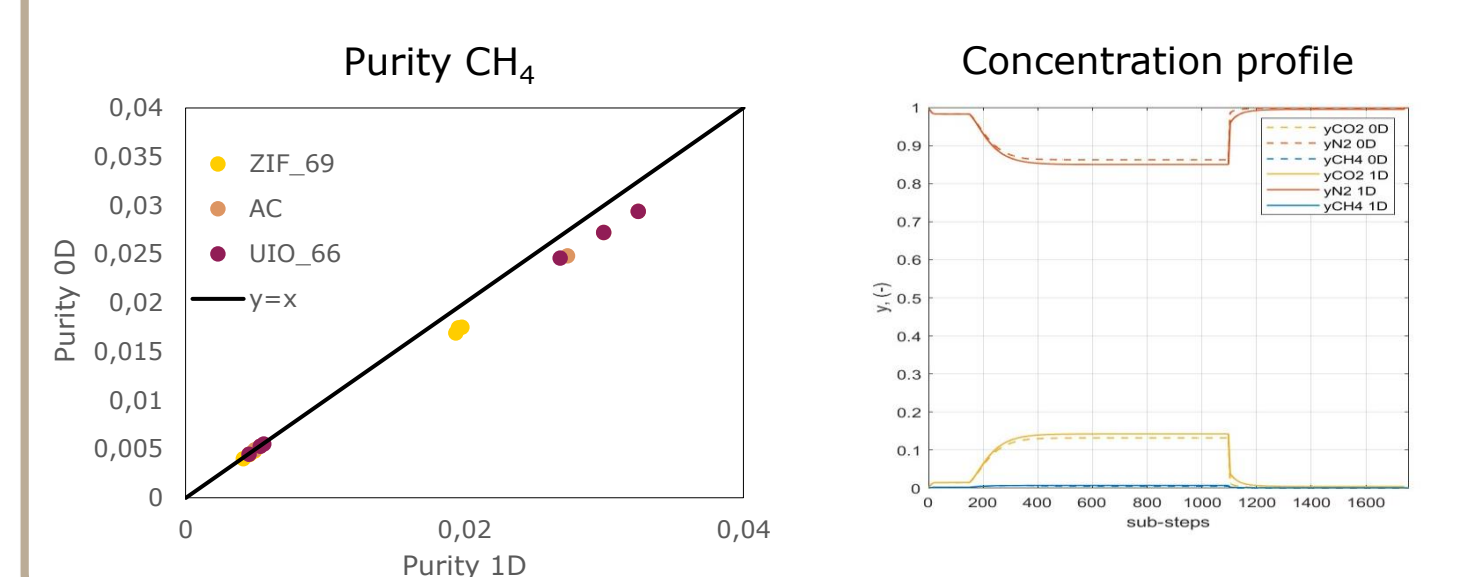 Purity CH₄
0,04
0,035
0,03
0,025
0,02
0,015
0,01
0,005
0
Purity 0D
ZIF_69
AC
UIO_66
y=x
0
0,02
0,04
Purity 1D
Concentration profile
1
0.9
0.8
0.7
0.6
0.5
0.4
0.3
0.2
0.1
0
y, (-)
yCO2 0D
yN2 0D
yCH4 0D
yCO2 1D
yN2 1D
yCH4 1D
0
200
400
600
800
1000
1200
1400
1600
sub-steps